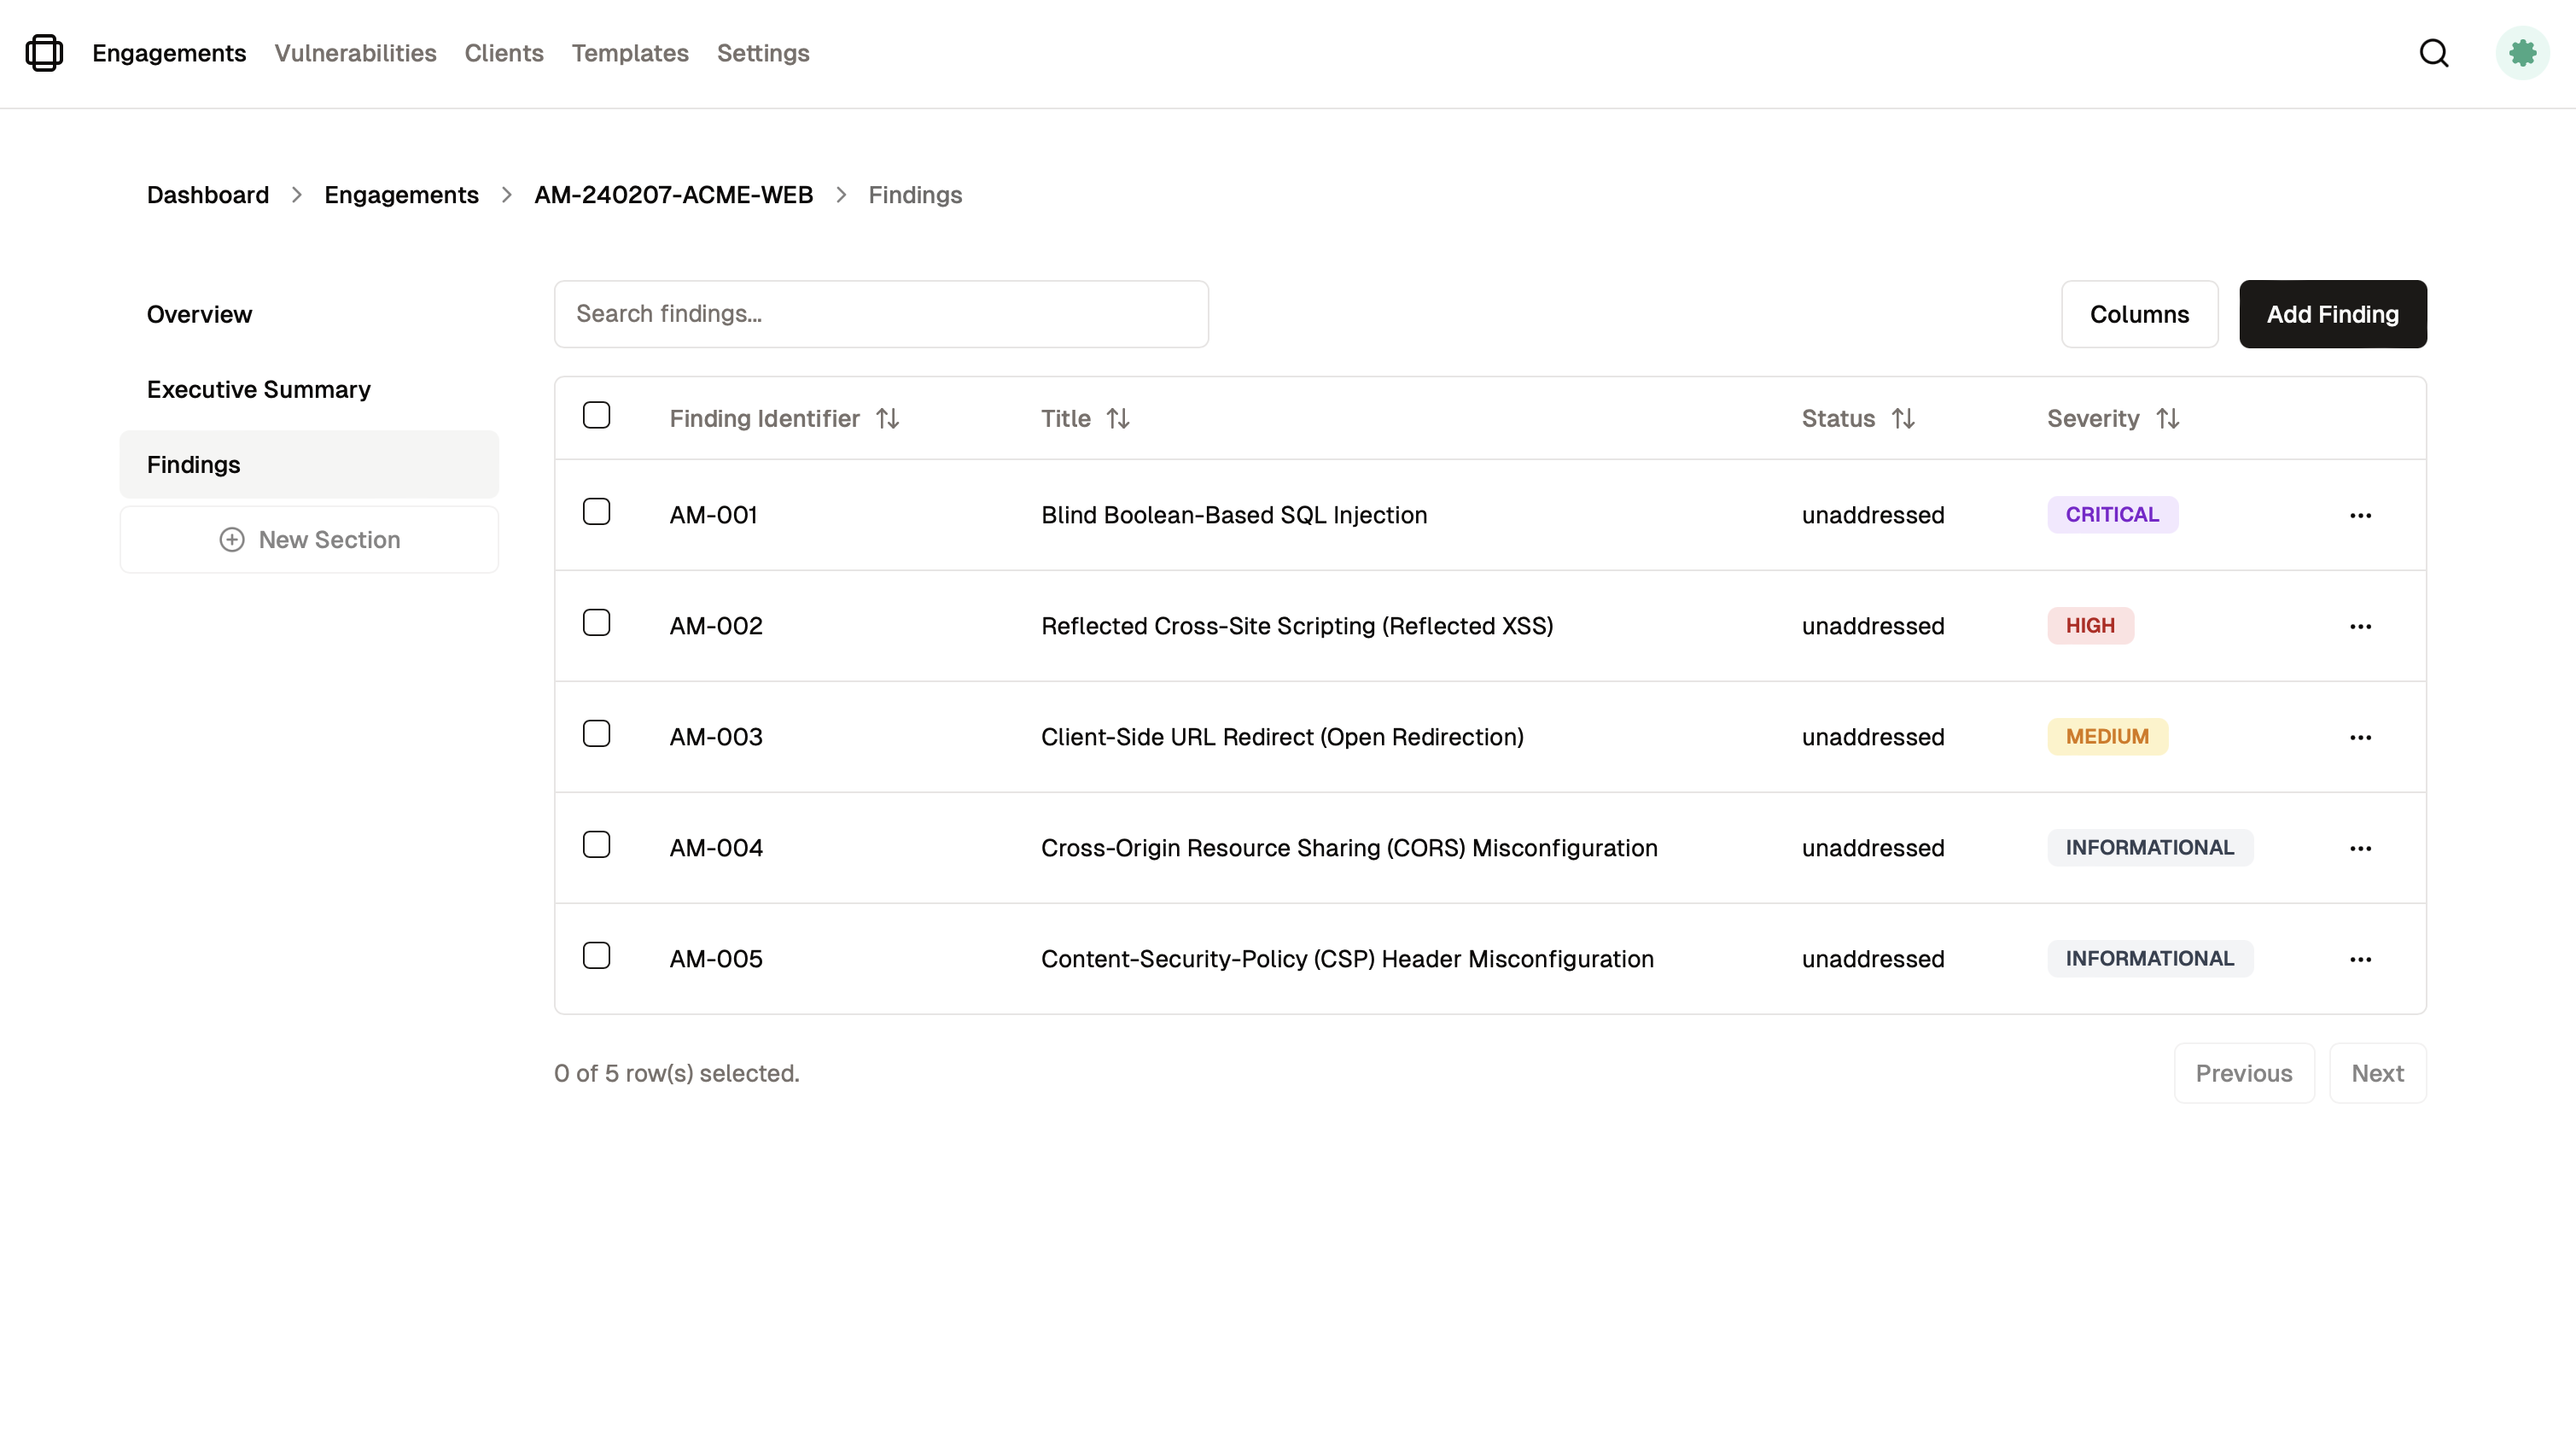 Engagements Vulnerabilities Clients Templates Settings
Dashboard Engagements AM-240207-ACME-WEB Findings
Overview
Executive Summary
Findings
New Section
Search findings...
Columns Add Finding
Finding Identifier Title Status Severity
AM-001 Blind Boolean-Based SQL Injection unaddressed CRITICAL
AM-002 Reflected Cross-Site Scripting (Reflected XSS) unaddressed HIGH
AM-003 Client-Side URL Redirect (Open Redirection) unaddressed MEDIUM
AM-004 Cross-Origin Resource Sharing (CORS) Misconfiguration unaddressed INFORMATIONAL
AM-005 Content-Security-Policy (CSP) Header Misconfiguration unaddressed INFORMATIONAL
0 of 5 row(s) selected. Previous Next